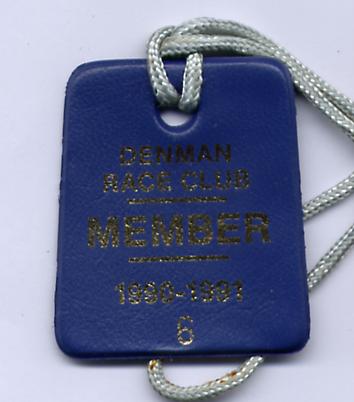 DENMAN
RACE CLUB
MEMBER
1990-1991
6